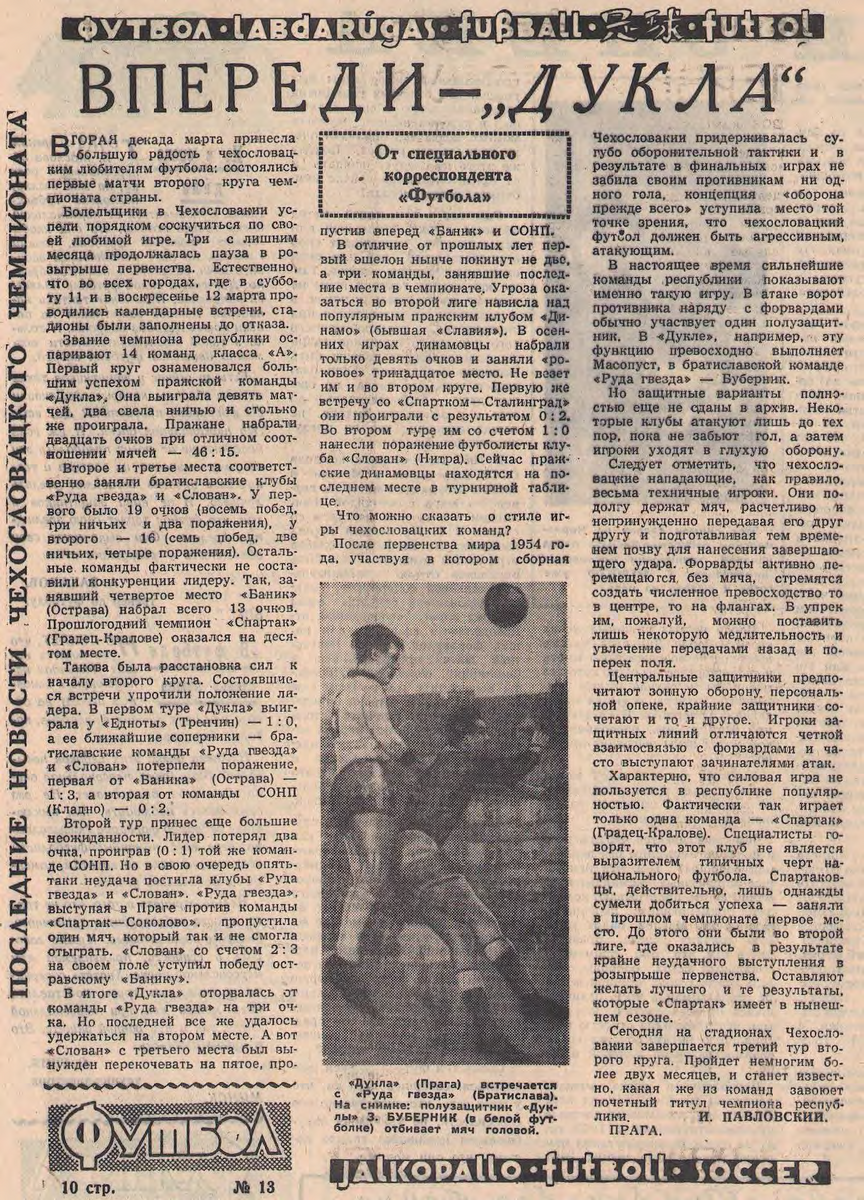 ФУТБОЛ · LABDARÚGAS · fußball · 足球 · futbol
ВПЕРЕДИ—„ДУКЛА“
ПОСЛЕДНИЕ НОВОСТИ ЧЕХОСЛОВАЦКОГО ЧЕМПИОНАТА
ВТОРАЯ декада марта принесла
большую радость чехословац-
ким любителям футбола: состоялись
первые матчи второго круга чем-
пионата страны.
Болельщики в Чехословакии ус-
пели порядком соскучиться по сво-
ей любимой игре. Три с лишним
месяца продолжалась пауза в ро-
зыгрыше первенства. Естественно,
что во всех городах, где в суббо-
ту 11 и в воскресенье 12 марта про-
водились календарные встречи, ста-
дионы были заполнены до отказа.
Звание чемпиона республики ос-
паривают 14 команд класса «А».
Первый круг ознаменовался боль-
шим успехом пражской команды
«Дукла». Она выиграла девять мат-
чей, два свела вничью и столько
же проиграла. Пражане набрали
двадцать очков при отличном соот-
ношении мячей — 46:15.
Второе и третье места соответст-
венно заняли братиславские клубы
«Руда гвезда» и «Слован». У пер-
вого было 19 очков (восемь побед,
три ничьих и два поражения), у
второго — 16 (семь побед, две
ничьих, четыре поражения). Осталь-
ные команды фактически не соста-
вили конкуренции лидеру. Так, за-
нявший четвертое место «Баник»
(Острава) набрал всего 13 очков.
Прошлогодний чемпион «Спартак»
(Градец-Кралове) оказался на деся-
том месте.
Такова была расстановка сил к
началу второго круга. Состоявшие-
ся встречи упрочили положение ли-
дера. В первом туре «Дукла» выиг-
рала у «Едноты» (Тренчин) — 1:0,
а ее ближайшие соперники — бра-
тиславские команды «Руда гвезда»
и «Слован» потерпели поражение,
первая от «Баника» (Острава) —
1:3, а вторая от команды СОНП
(Кладно) — 0:2.
Второй тур принес еще большие
неожиданности. Лидер потерял два
очка, проиграв (0:1) той же коман-
де СОНП. Но в свою очередь опять-
таки неудача постигла клубы «Руда
гвезда» и «Слован». «Руда гвезда»,
выступая в Праге против команды
«Спартак—Соколово», пропустила
один мяч, который так и не смогла
отыграть. «Слован» со счетом 2:3
на своем поле уступил победу ост-
равскому «Банику».
В итоге «Дукла» оторвалась от
команды «Руда гвезда» на три оч-
ка. Но последней все же удалось
удержаться на втором месте. А вот
«Слован» с третьего места был вы-
нужден перекочевать на пятое, про-
От специального
корреспондента
«Футбола»
пустив вперед «Баник» и СОНП.
В отличие от прошлых лет пер-
вый эшелон нынче покинут не две,
а три команды, занявшие послед-
ние места в чемпионате. Угроза ока-
заться во второй лиге нависла над
популярным пражским клубом «Ди-
намо» (бывшая «Славия»). В осен-
них играх динамовцы набрали
только девять очков и заняли «ро-
ковое» тринадцатое место. Не везет
им и во втором круге. Первую же
встречу со «Спартком—Сталинград»
они проиграли с результатом 0:2.
Во втором туре им со счетом 1:0
нанесли поражение футболисты клу-
ба «Слован» (Нитра). Сейчас праж-
ские динамовцы находятся на по-
следнем месте в турнирной табли-
це.
Что можно сказать о стиле иг-
ры чехословацких команд?
После первенства мира 1954 го-
да, участвуя в котором сборная
«Дукла» (Прага) встречается
с «Руда гвезда» (Братислава).
На снимке: полузащитник «Дук-
лы» З. БУБЕРНИК (в белой фут-
болке) отбивает мяч головой.
Чехословакии придерживалась су-
губо оборонительной тактики и в
результате в финальных играх не
забила своим противникам ни од-
ного гола, концепция «оборона
прежде всего» уступила место той
точке зрения, что чехословацкий
футбол должен быть агрессивным,
атакующим.
В настоящее время сильнейшие
команды республики показывают
именно такую игру. В атаке ворот
противника наряду с форвардами
обычно участвует один полузащит-
ник. В «Дукле», например, эту
функцию превосходно выполняет
Масопуст, в братиславской команде
«Руда гвезда» — Буберник.
Но защитные варианты полно-
стью еще не сданы в архив. Неко-
торые клубы атакуют лишь до тех
пор, пока не забьют гол, а затем
игроки уходят в глухую оборону.
Следует отметить, что чехосло-
вацкие нападающие, как правило,
весьма техничные игроки. Они по-
долгу держат мяч, расчетливо и
непринужденно передавая его друг
другу и подготавливая тем време-
нем почву для нанесения завершаю-
щего удара. Форварды активно пе-
ремещаются без мяча, стремятся
создать численное превосходство то
в центре, то на флангах. В упрек
им, пожалуй, можно поставить
лишь некоторую медлительность и
увлечение передачами назад и по-
перек поля.
Центральные защитники предпо-
читают зонную оборону персональ-
ной опеке, крайние защитники со-
четают и то и другое. Игроки за-
щитных линий отличаются четкой
взаимосвязью с форвардами и ча-
сто выступают зачинателями атак.
Характерно, что силовая игра не
пользуется в республике популяр-
ностью. Фактически так играет
только одна команда — «Спартак»
(Градец-Кралове). Специалисты го-
ворят, что этот клуб не является
выразителем типичных черт на-
ционального футбола. Спартаков-
цы, действительно, лишь однажды
сумели добиться успеха — заняли
в прошлом чемпионате первое ме-
сто. До этого они были во второй
лиге, где оказались в результате
крайне неудачного выступления в
розыгрыше первенства. Оставляют
желать лучшего и те результаты,
которые «Спартак» имеет в нынеш-
нем сезоне.
Сегодня на стадионах Чехосло-
вакии завершается третий тур вто-
рого круга. Пройдет немногим бо-
лее двух месяцев, и станет извест-
но, какая же из команд завоюет
почетный титул чемпиона респуб-
лики. И. ПАВЛОВСКИЙ.
ПРАГА.
ФУТБОЛ
10 стр. № 13
JALKOPALLO · futboll · SOCCER